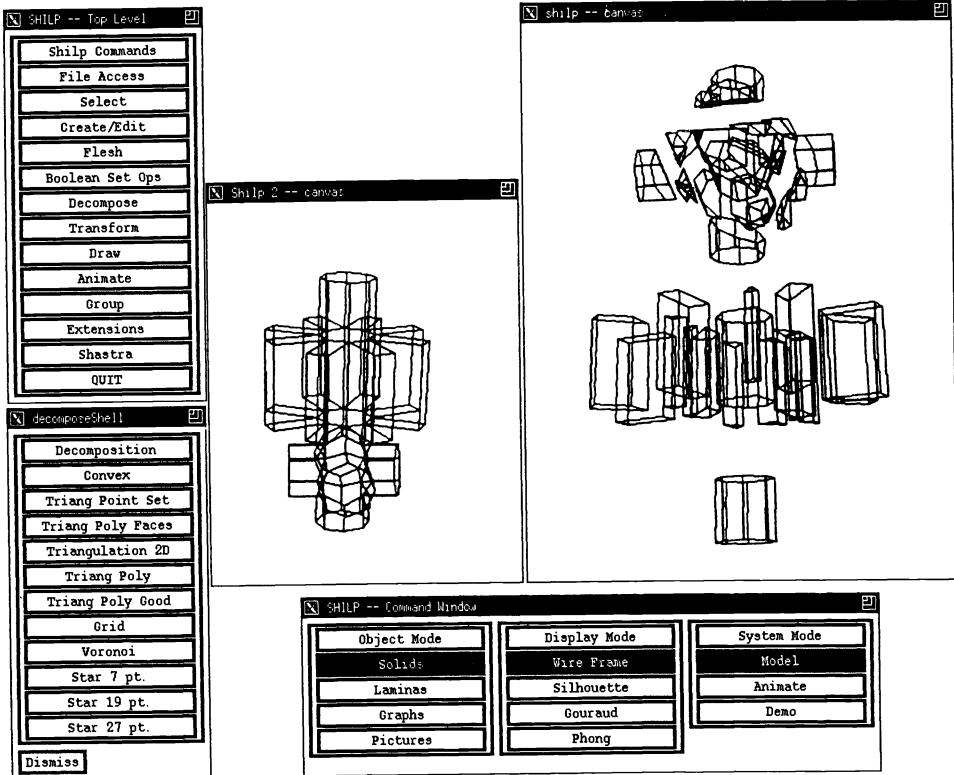 SHILP -- Top Level
Shilp Commands
File Access
Select
Create/Edit
Flesh
Boolean Set Ops
Decompose
Transform
Draw
Animate
Group
Extensions
Shastra
QUIT
decomposeShell
Decomposition
Convex
Triang Point Set
Triang Poly Faces
Triangulation 2D
Triang Poly
Triang Poly Good
Grid
Voronoi
Star 7 pt.
Star 19 pt.
Star 27 pt.
Dismiss
Shilp 2 -- canvas
shilp -- canvas
SHILP -- Command Window
Object Mode
Solids
Laminas
Graphs
Pictures
Display Mode
Wire Frame
Silhouette
Gouraud
Phong
System Mode
Model
Animate
Demo